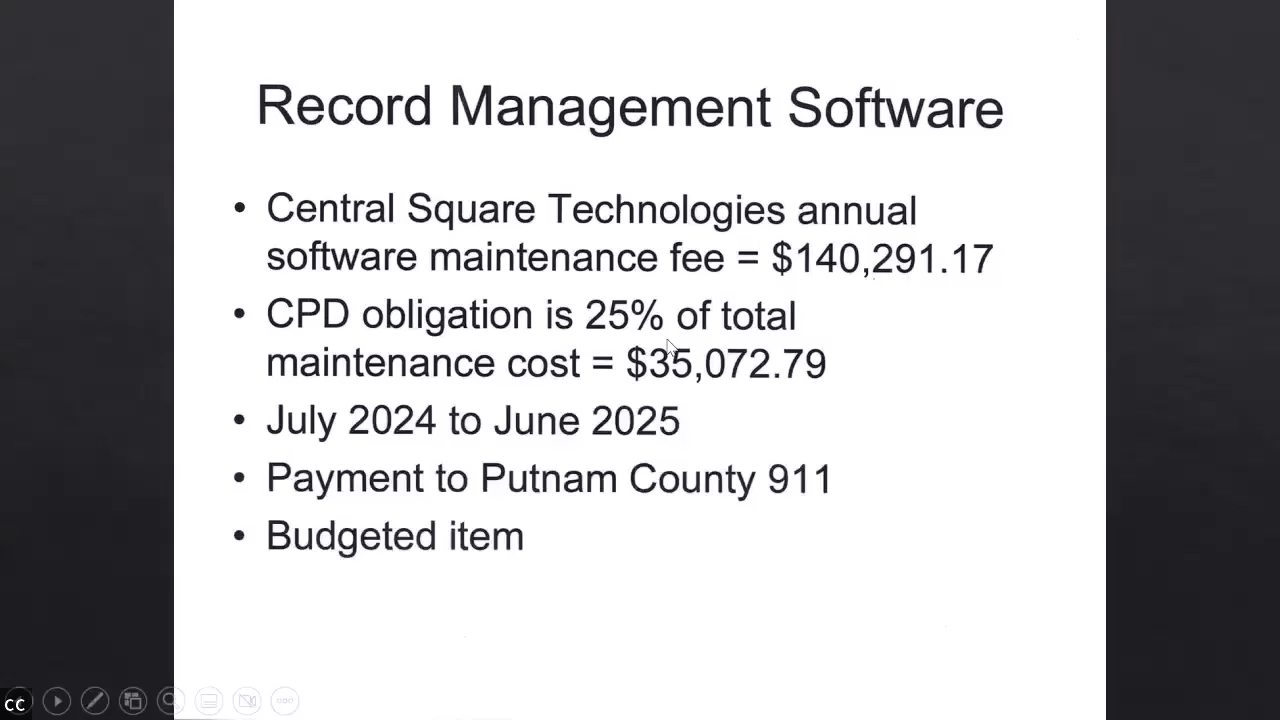 Record Management Software
• Central Square Technologies annual
software maintenance fee = $140,291.17
• CPD obligation is 25% of total
maintenance cost = $35,072.79
• July 2024 to June 2025
• Payment to Putnam County 911
• Budgeted item
CC